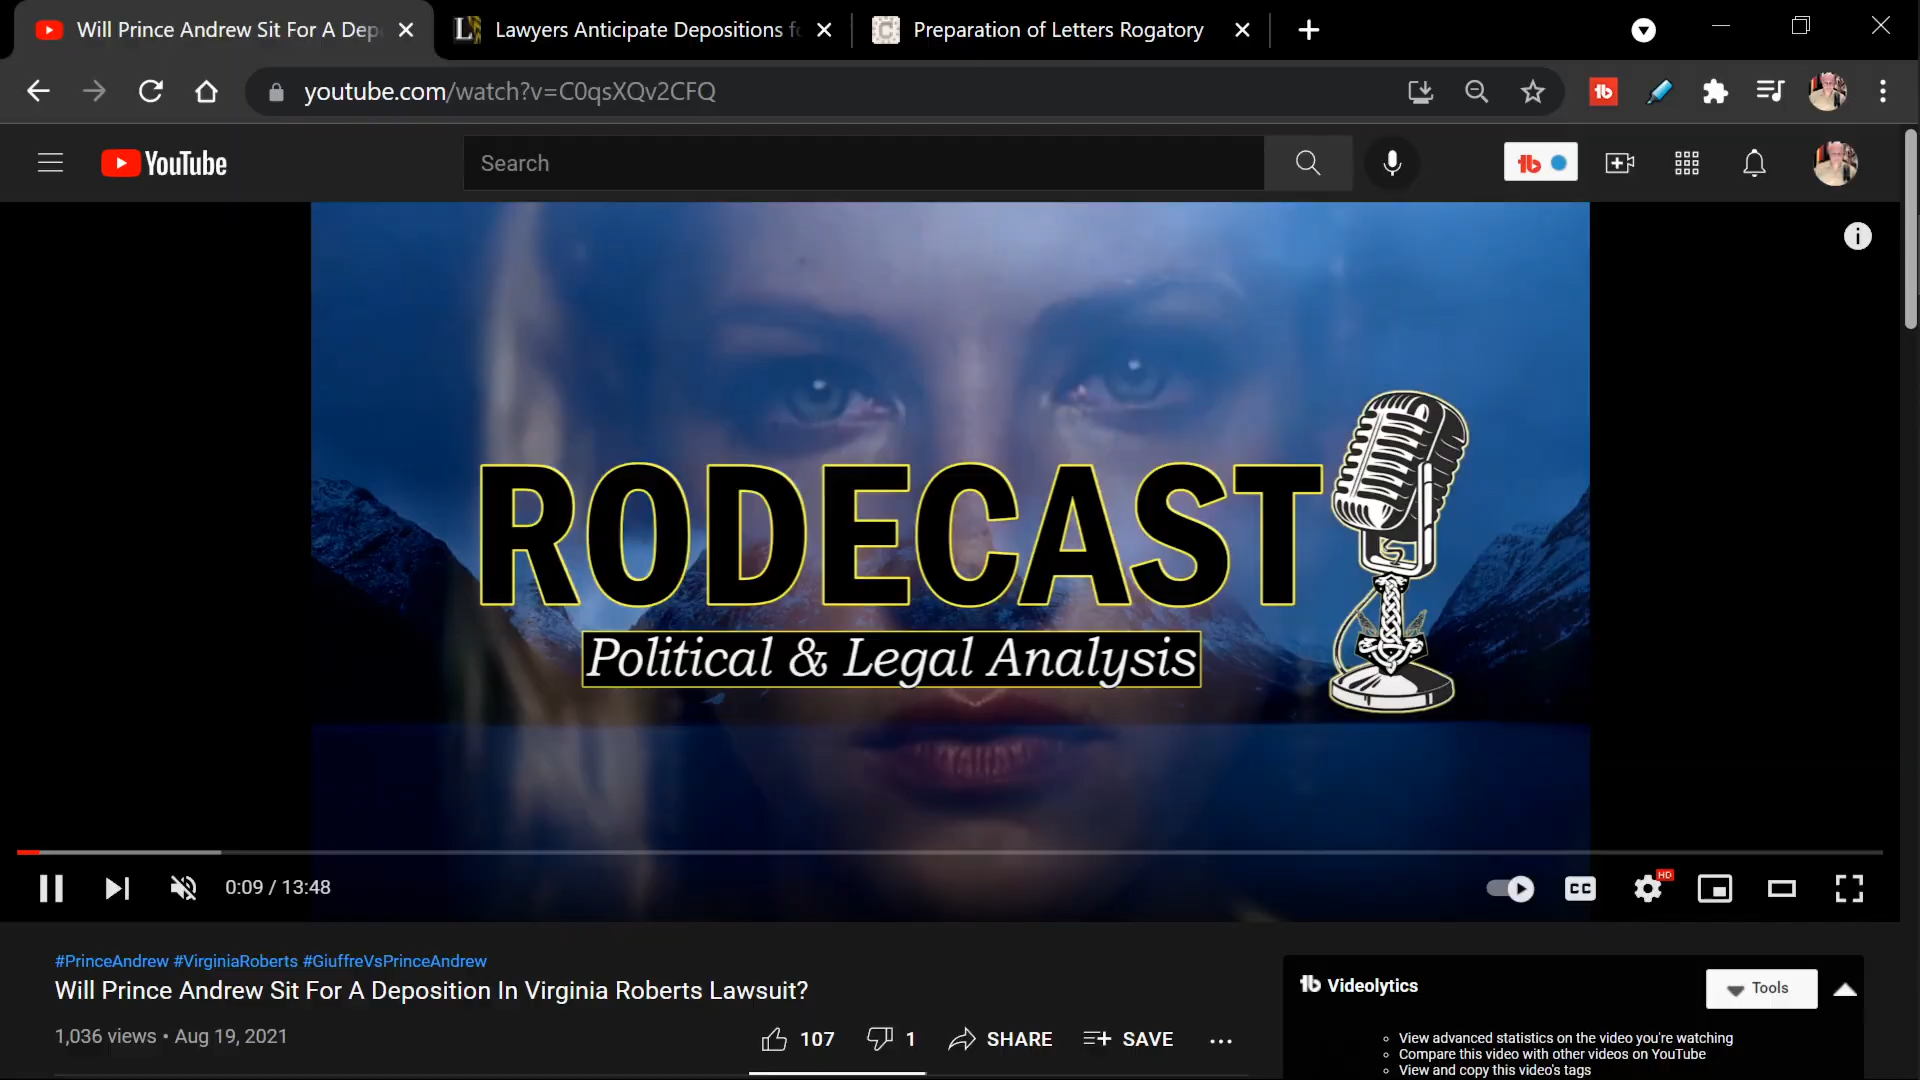 Will Prince Andrew Sit For A Dep
Lawyers Anticipate Depositions fo
Preparation of Letters Rogatory
youtube.com/watch?v=C0qsXQv2CFQ
YouTube
Search
RODECAST
Political & Legal Analysis
0:09 / 13:48
CC
HD
#PrinceAndrew #VirginiaRoberts #GiuffreVsPrinceAndrew
Will Prince Andrew Sit For A Deposition In Virginia Roberts Lawsuit?
1,036 views • Aug 19, 2021
107
1
SHARE
SAVE
Videolytics
Tools
View advanced statistics on the video you're watching
Compare this video with other videos on YouTube
View and copy this video's tags